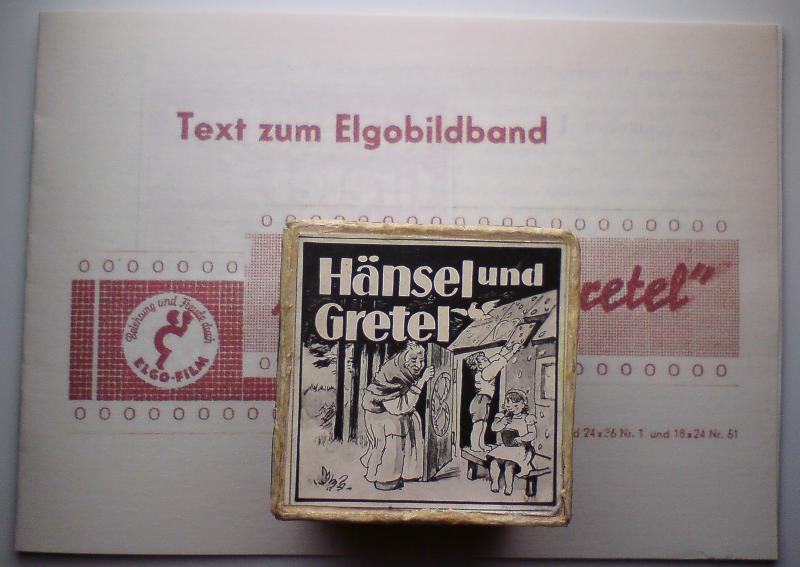 Text zum Elgobildband
Hänsel und
Gretel
retel“
Belehrung und Freude durch
ELGO-FILM
d 24x36 Nr. 1 und 18x24 Nr. 51